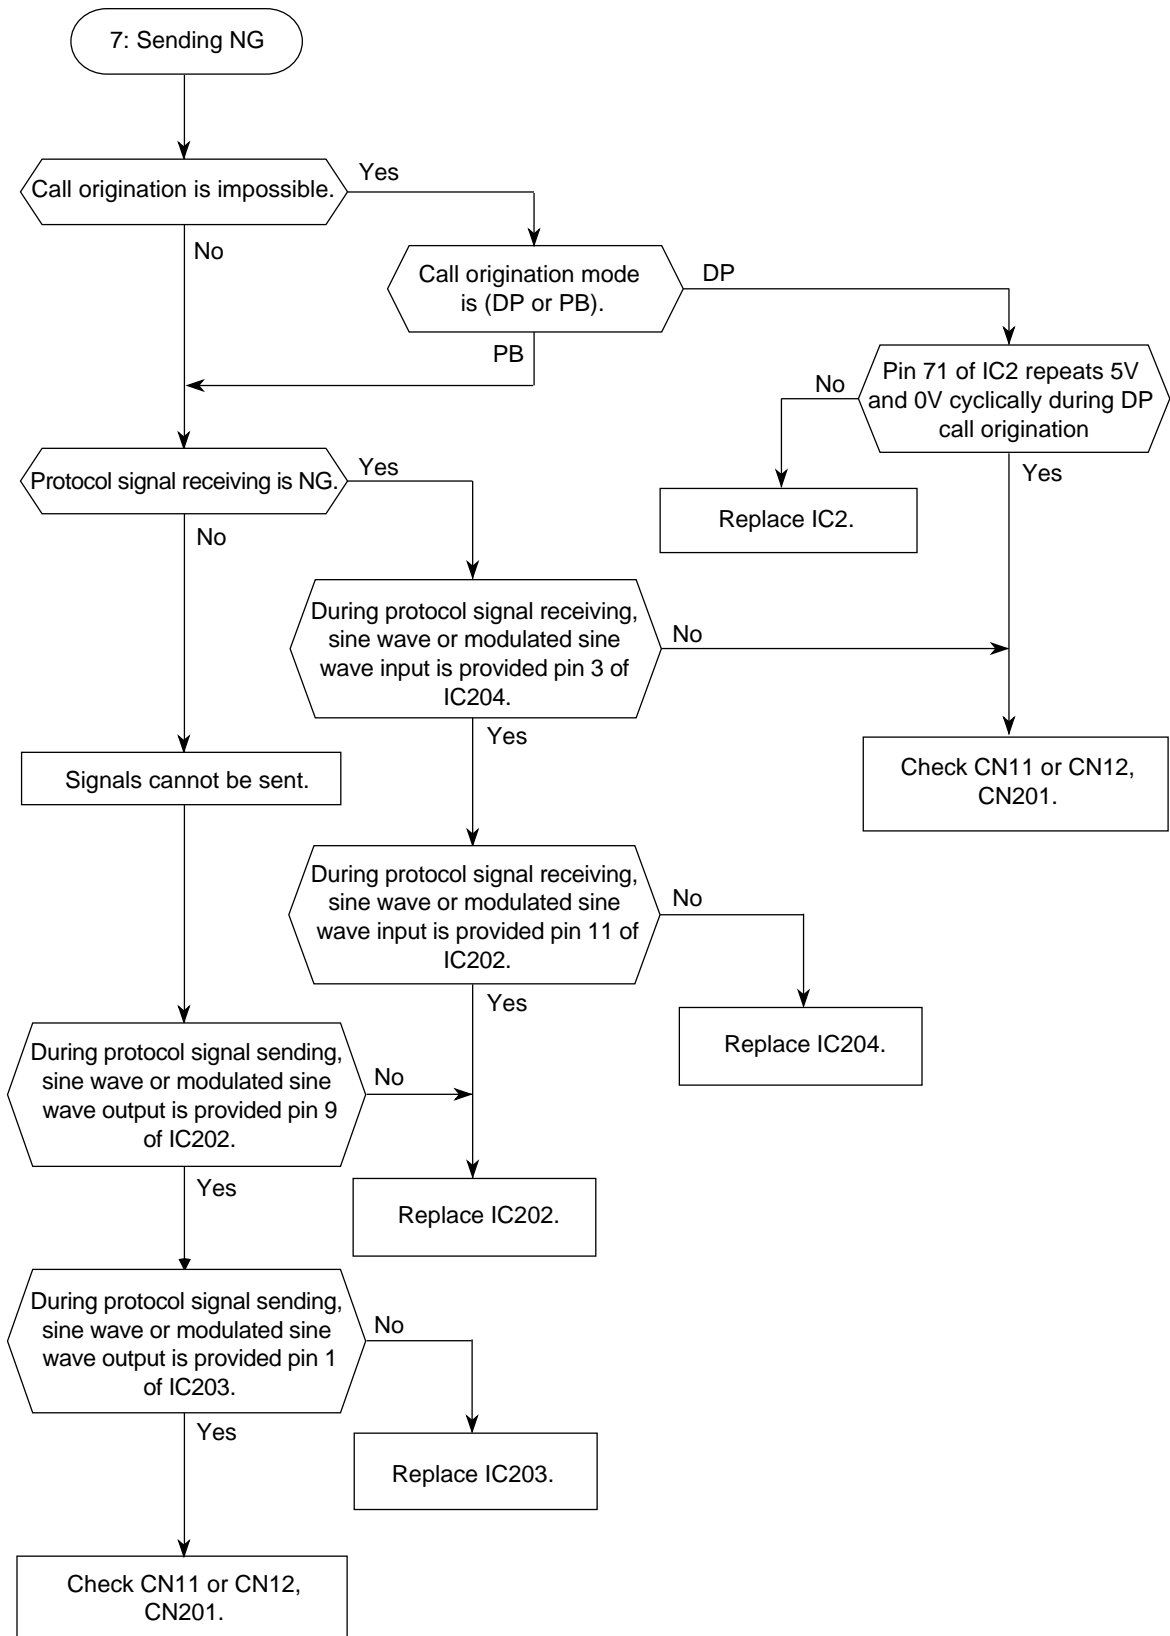 7: Sending NG
Call origination is impossible.
Yes
No
Call origination mode
is (DP or PB).
DP
PB
Pin 71 of IC2 repeats 5V
and 0V cyclically during DP
call origination
No
Yes
Replace IC2.
Protocol signal receiving is NG.
Yes
No
During protocol signal receiving,
sine wave or modulated sine
wave input is provided pin 3 of
IC204.
No
Yes
Check CN11 or CN12,
CN201.
Signals cannot be sent.
During protocol signal receiving,
sine wave or modulated sine
wave input is provided pin 11 of
IC202.
No
Yes
Replace IC204.
During protocol signal sending,
sine wave or modulated sine
wave output is provided pin 9
of IC202.
No
Yes
Replace IC202.
During protocol signal sending,
sine wave or modulated sine
wave output is provided pin 1
of IC203.
No
Yes
Replace IC203.
Check CN11 or CN12,
CN201.